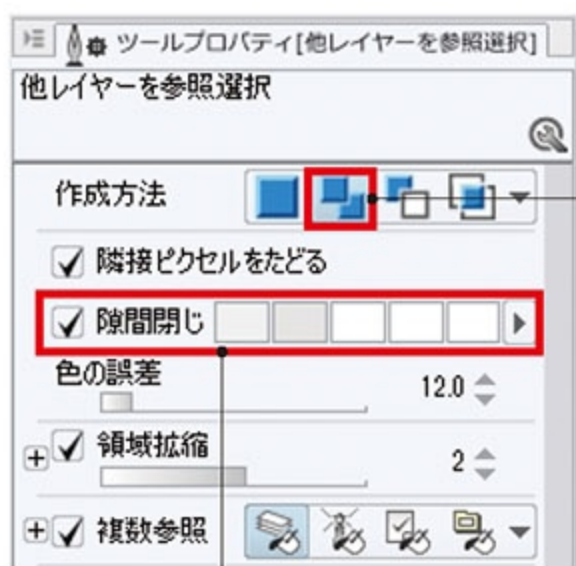 ツールプロパティ[他レイヤーを参照選択]
他レイヤーを参照選択
作成方法
隣接ピクセルをたどる
隙間閉じ
色の誤差 12.0
領域拡縮 2
複数参照